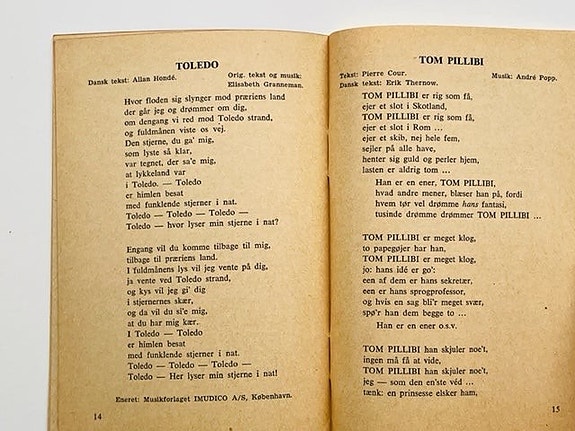 TOLEDO
Dansk tekst: Allan Hondé.
Orig. tekst og musik:
Elisabeth Granneman.
Hvor floden sig slynger mod præriens land
der går jeg og drømmer om dig,
om dengang vi red mod Toledo strand,
og fuldmånen viste os vej.
Den stjerne, du ga' mig,
som lyste så klar,
var tegnet, der sa'e mig,
at lykkeland var
i Toledo. — Toledo
er himlen besat
med funklende stjerner i nat.
Toledo — Toledo — Toledo —
Toledo — hvor lyser min stjerne i nat?
Engang vil du komme tilbage til mig,
tilbage til præriens land.
I fuldmånens lys vil jeg vente på dig,
ja vente ved Toledo strand,
og kys vil jeg gi' dig
i stjernernes skær,
og da vil du si'e mig,
at du har mig kær.
I Toledo — Toledo
er himlen besat
med funklende stjerner i nat.
Toledo — Toledo — Toledo —
Toledo — Her lyser min stjerne i nat!
Eneret: Musikforlaget IMUDICO A/S, København.
14
TOM PILLIBI
Tekst: Pierre Cour.
Musik: André Popp.
Dansk tekst: Erik Thernow.
TOM PILLIBI er rig som få,
ejer et slot i Skotland,
TOM PILLIBI er rig som få,
ejer et slot i Rom ...
ejer et skib, nej hele fem,
sejler på alle have,
henter sig guld og perler hjem,
lasten er aldrig tom ...
Han er en ener, TOM PILLIBI,
hvad andre mener, blæser han på, fordi
hvem tør vel drømme hans fantasi,
tusinde drømme drømmer TOM PILLIBI ...
TOM PILLIBI er meget klog,
to papegøjer har han,
TOM PILLIBI er meget klog,
jo: hans idé er go':
een af dem er hans sekretær,
een er hans sprogprofessor,
og hvis en sag bli'r meget svær,
spø'r han dem begge to ...
Han er en ener o.s.v.
TOM PILLIBI han skjuler noe't,
ingen må få at vide,
TOM PILLIBI han skjuler noe't,
jeg — som den en'ste véd ...
tænk: en prinsesse elsker ham,
15